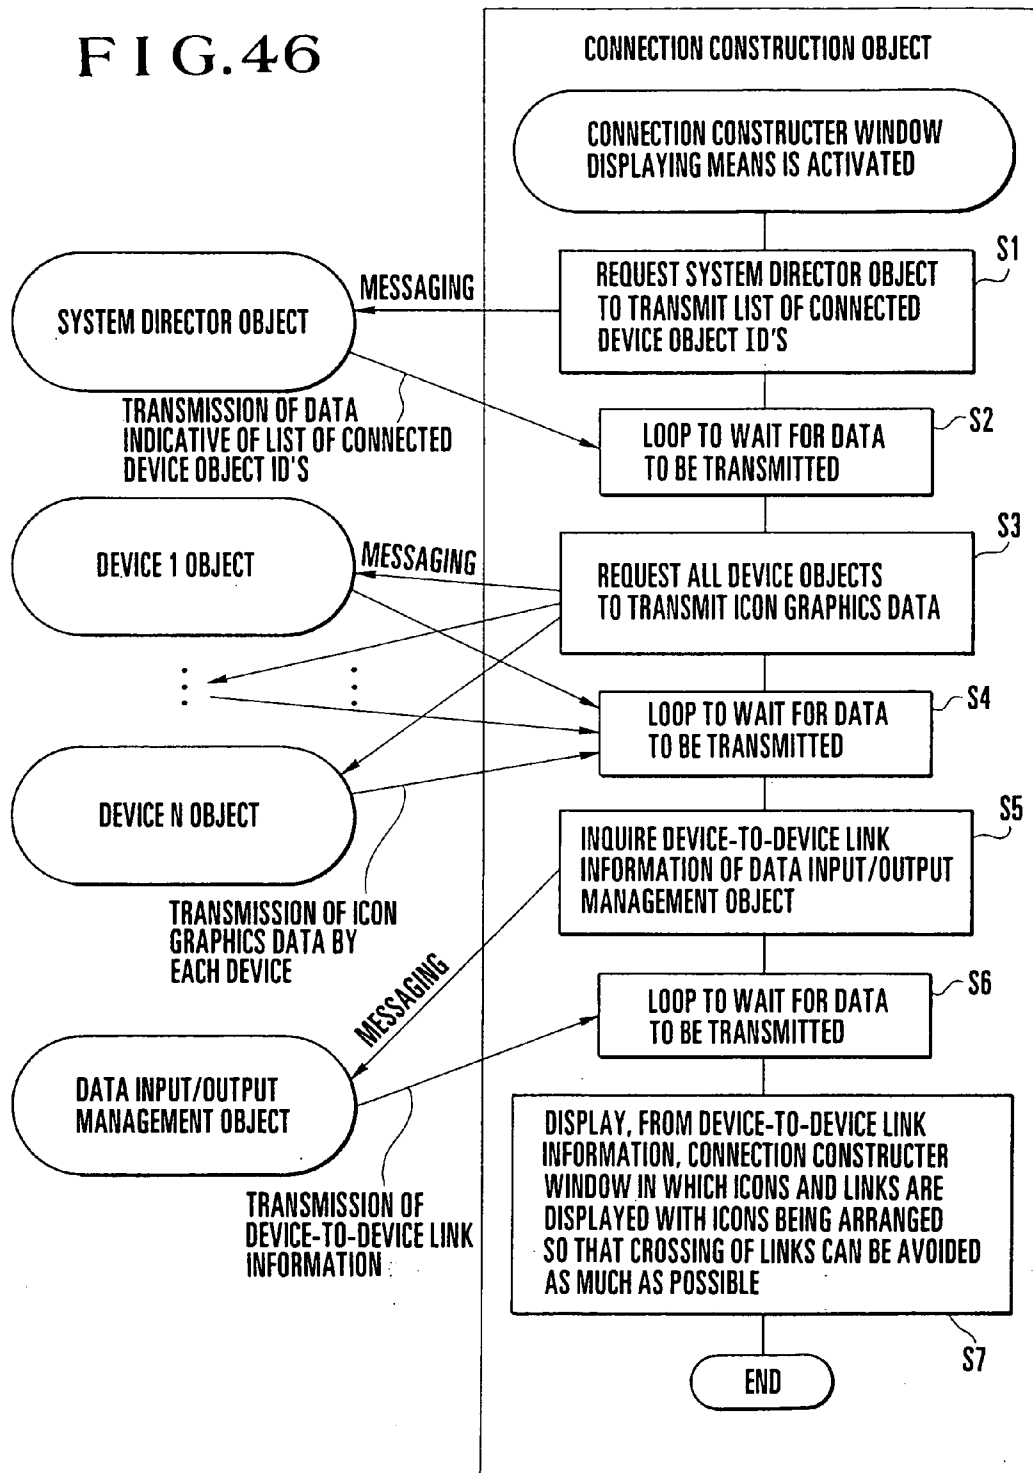 FIG.46
CONNECTION CONSTRUCTION OBJECT
CONNECTION CONSTRUCTER WINDOW
DISPLAYING MEANS IS ACTIVATED
S1
REQUEST SYSTEM DIRECTOR OBJECT
TO TRANSMIT LIST OF CONNECTED
DEVICE OBJECT ID'S
MESSAGING
SYSTEM DIRECTOR OBJECT
TRANSMISSION OF DATA
INDICATIVE OF LIST OF CONNECTED
DEVICE OBJECT ID'S
S2
LOOP TO WAIT FOR DATA
TO BE TRANSMITTED
S3
REQUEST ALL DEVICE OBJECTS
TO TRANSMIT ICON GRAPHICS DATA
MESSAGING
DEVICE 1 OBJECT
S4
LOOP TO WAIT FOR DATA
TO BE TRANSMITTED
DEVICE N OBJECT
TRANSMISSION OF ICON
GRAPHICS DATA BY
EACH DEVICE
S5
INQUIRE DEVICE-TO-DEVICE LINK
INFORMATION OF DATA INPUT/OUTPUT
MANAGEMENT OBJECT
MESSAGING
S6
LOOP TO WAIT FOR DATA
TO BE TRANSMITTED
DATA INPUT/OUTPUT
MANAGEMENT OBJECT
TRANSMISSION OF
DEVICE-TO-DEVICE LINK
INFORMATION
DISPLAY, FROM DEVICE-TO-DEVICE LINK
INFORMATION, CONNECTION CONSTRUCTER
WINDOW IN WHICH ICONS AND LINKS ARE
DISPLAYED WITH ICONS BEING ARRANGED
SO THAT CROSSING OF LINKS CAN BE AVOIDED
AS MUCH AS POSSIBLE
S7
END